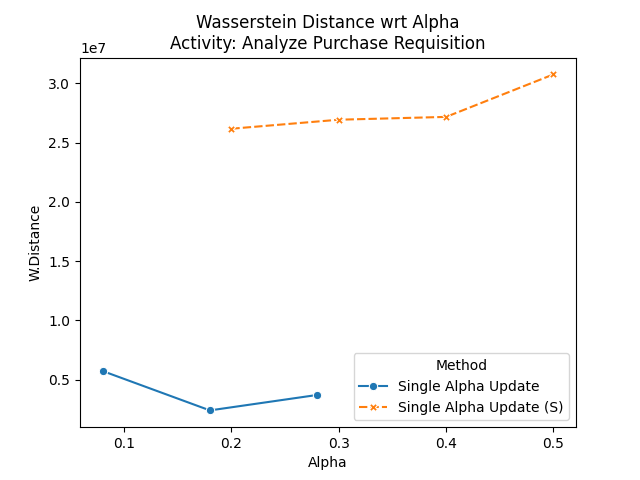 Wasserstein Distance wrt Alpha
Activity: Analyze Purchase Requisition
1e7
3.0
2.5
2.0
1.5
1.0
0.5
W.Distance
Method
Single Alpha Update
Single Alpha Update (S)
0.1
0.2
0.3
0.4
0.5
Alpha